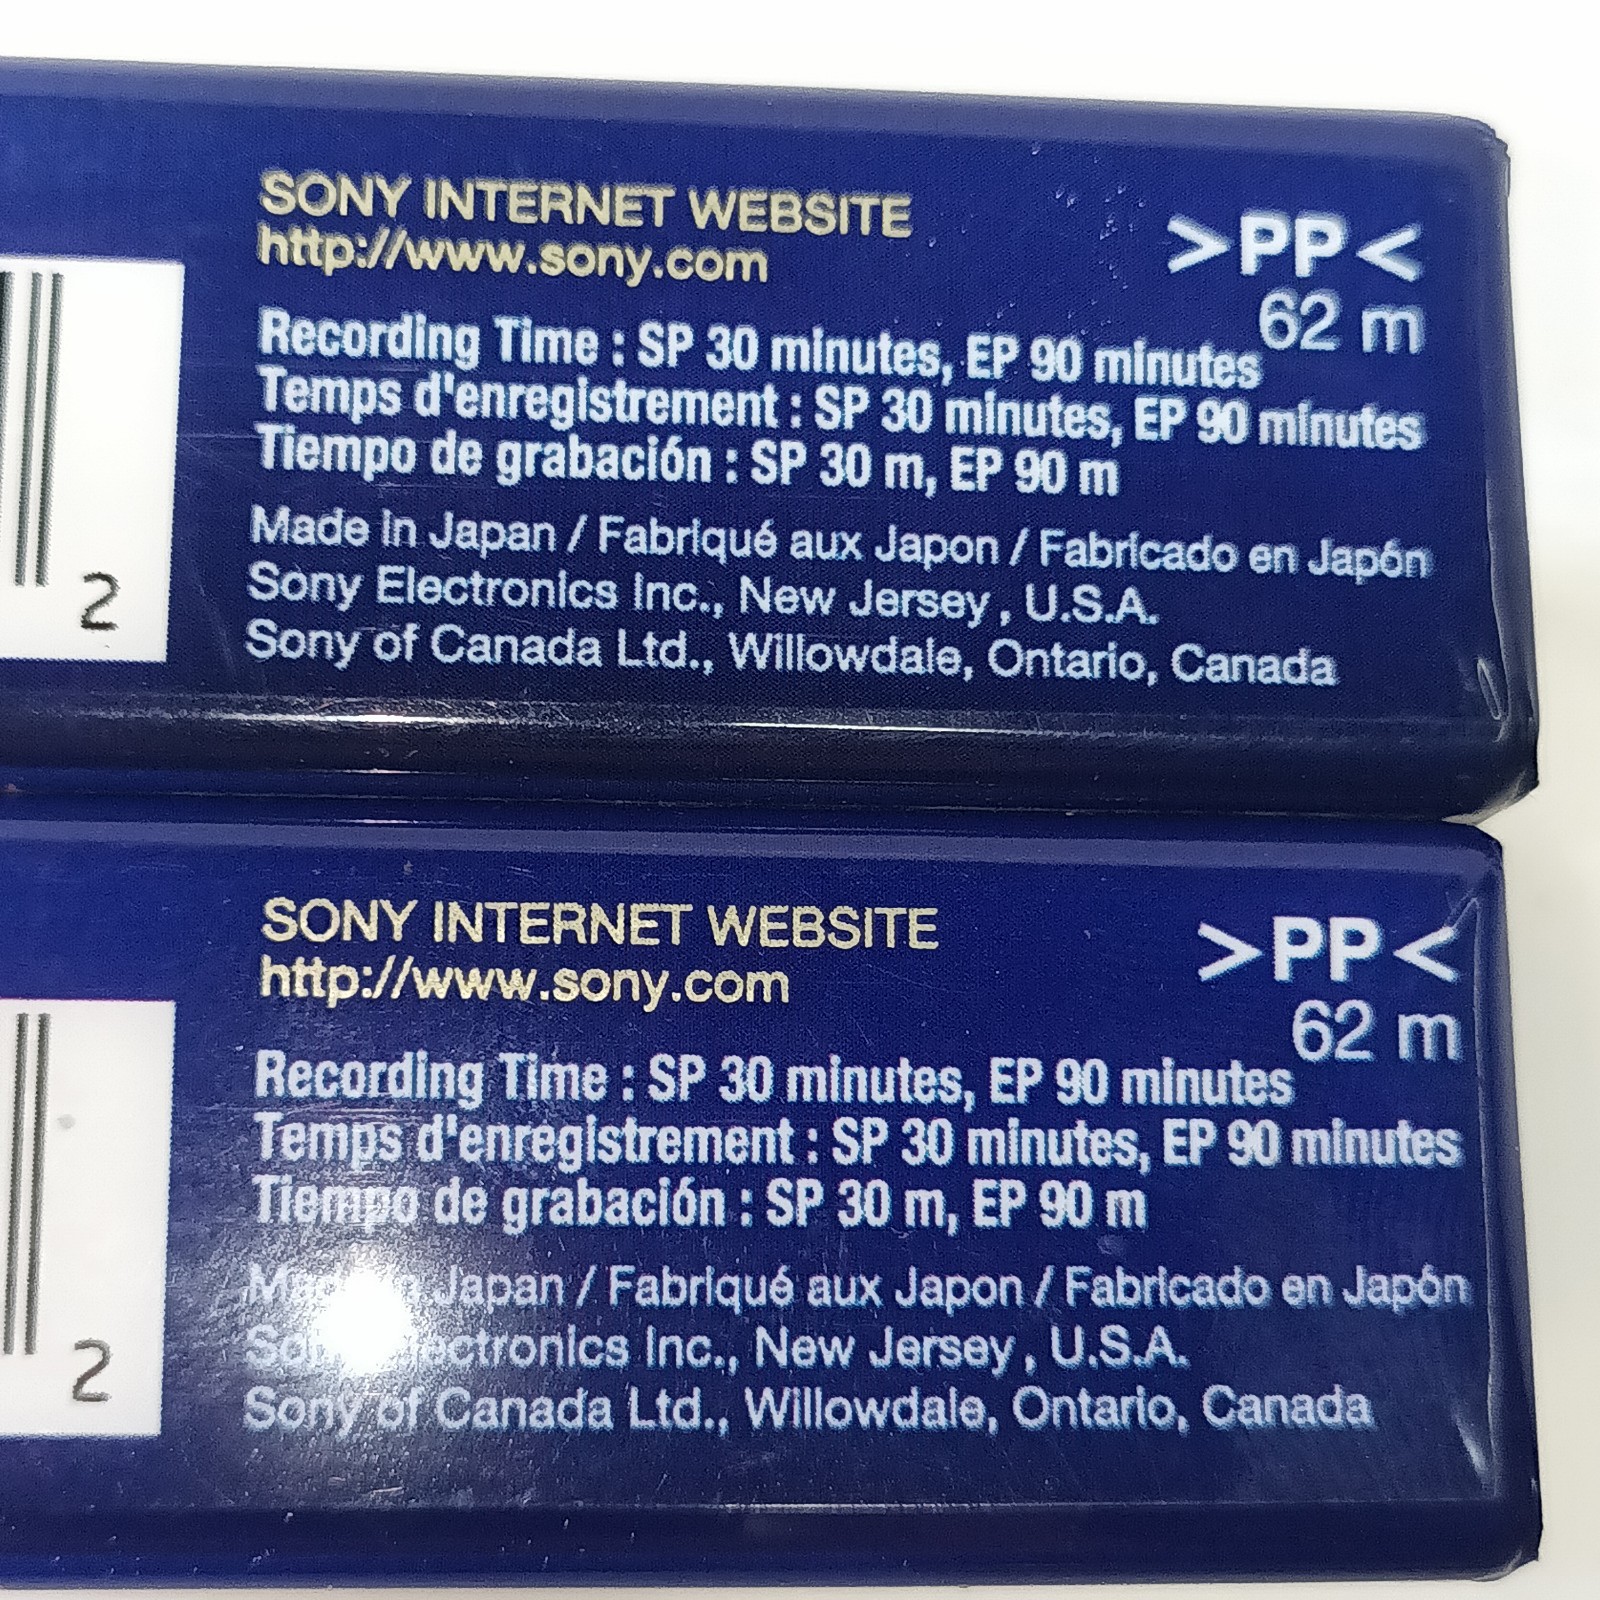 SONY INTERNET WEBSITE
http://www.sony.com
>PP<
62 m
Recording Time : SP 30 minutes, EP 90 minutes
Temps d'enregistrement : SP 30 minutes, EP 90 minutes
Tiempo de grabación : SP 30 m, EP 90 m
Made in Japan / Fabriqué aux Japon / Fabricado en Japón
Sony Electronics Inc., New Jersey, U.S.A.
Sony of Canada Ltd., Willowdale, Ontario, Canada
2
SONY INTERNET WEBSITE
http://www.sony.com
>PP<
62 m
Recording Time : SP 30 minutes, EP 90 minutes
Temps d'enregistrement : SP 30 minutes, EP 90 minutes
Tiempo de grabación : SP 30 m, EP 90 m
Made in Japan / Fabriqué aux Japon / Fabricado en Japón
Sony Electronics Inc., New Jersey, U.S.A.
Sony of Canada Ltd., Willowdale, Ontario, Canada
2